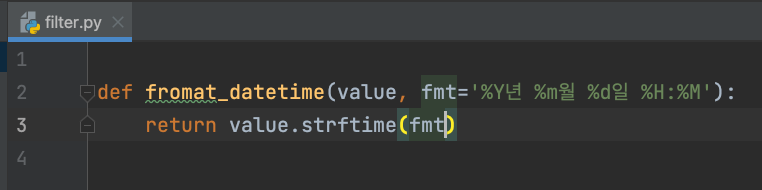 filter.py
1
2 def fromat_datetime(value, fmt='%Y년 %m월 %d일 %H:%M'):
3 return value.strftime(fmt)
4